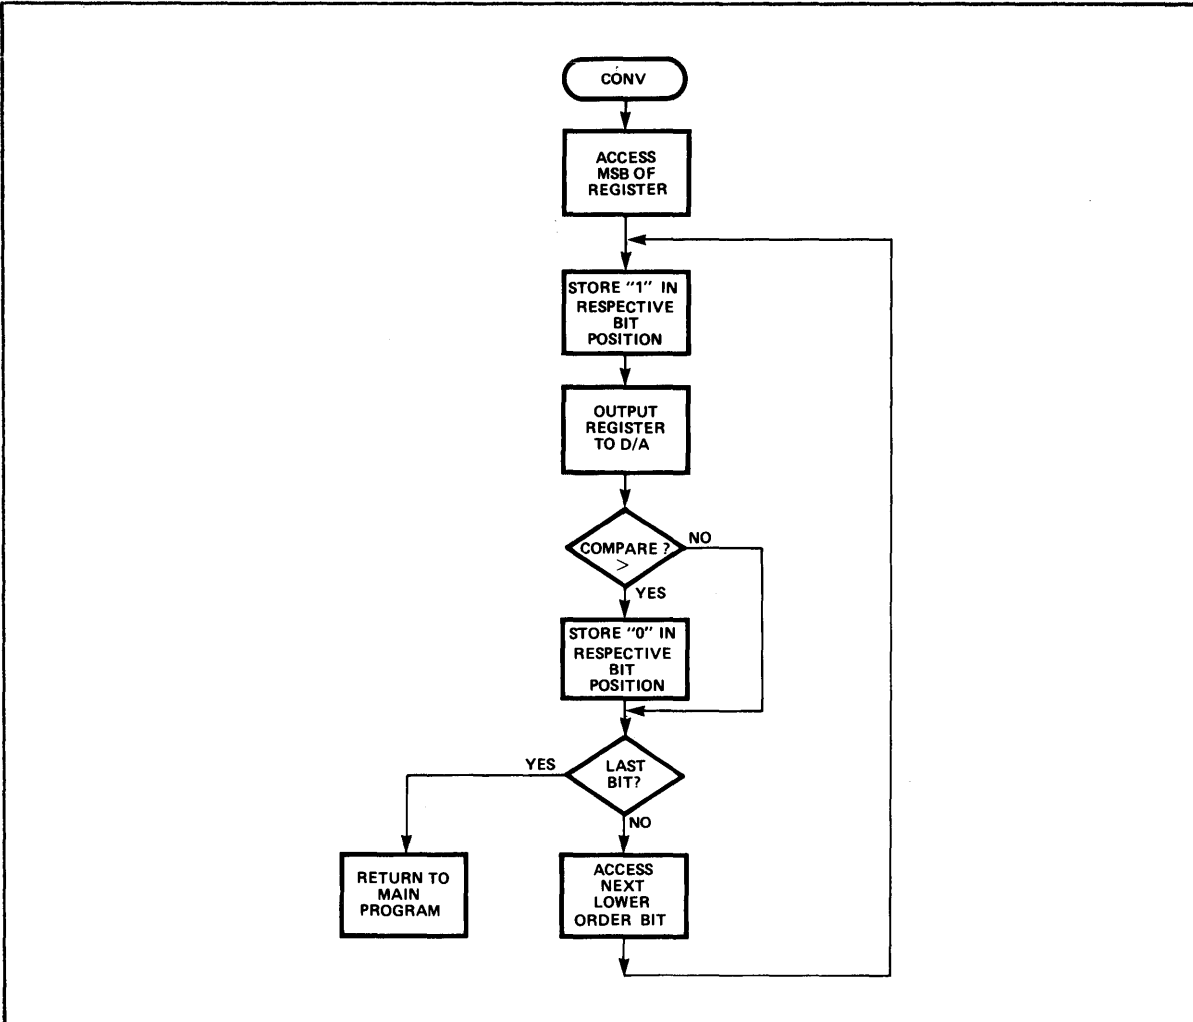 CONV
ACCESS
MSB OF
REGISTER
STORE "1" IN
RESPECTIVE
BIT
POSITION
OUTPUT
REGISTER
TO D/A
COMPARE ?
>
NO
YES
STORE "0" IN
RESPECTIVE
BIT
POSITION
LAST
BIT?
YES
NO
RETURN TO
MAIN
PROGRAM
ACCESS
NEXT
LOWER
ORDER BIT